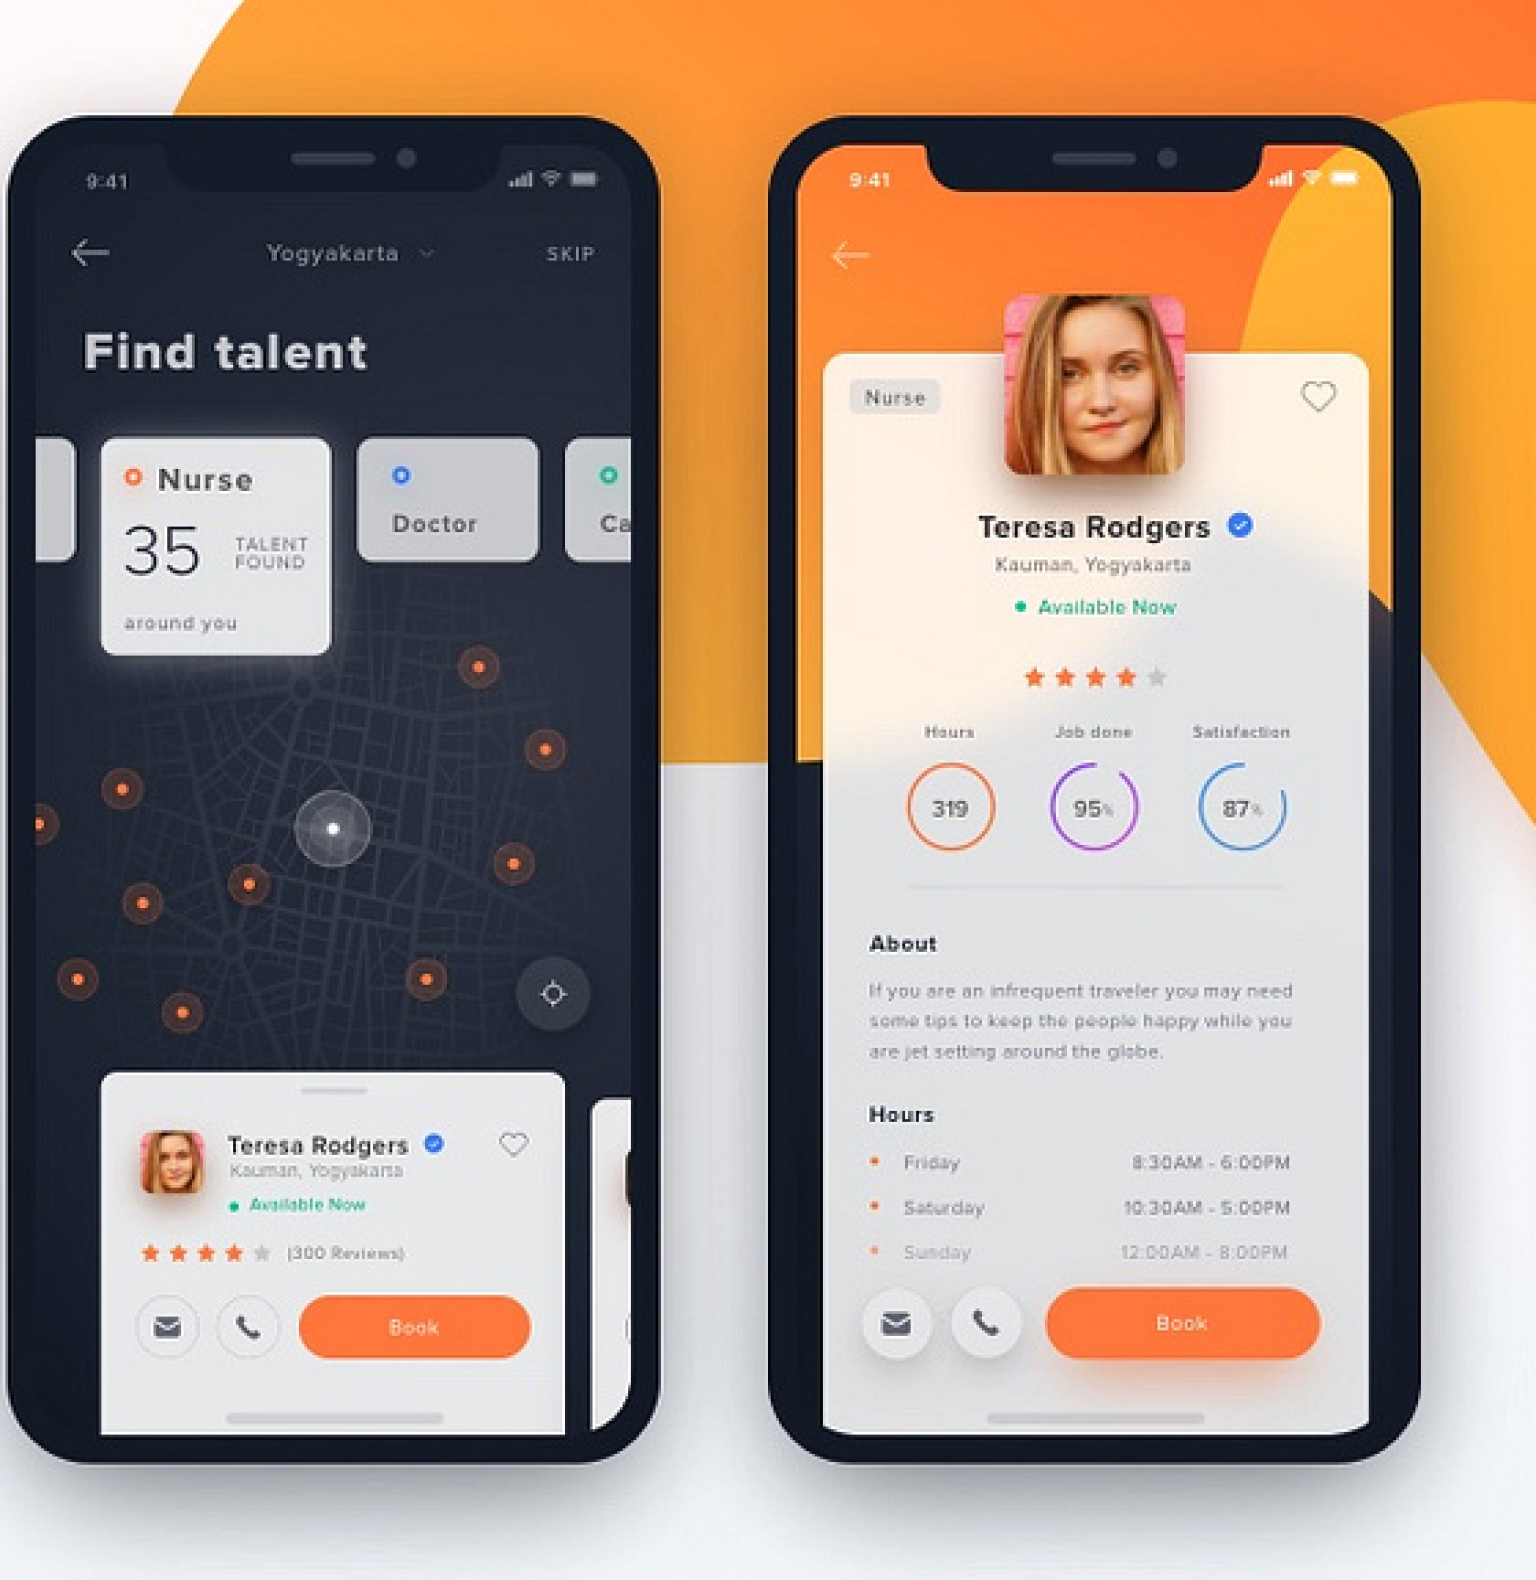 9:41
Yogyakarta
SKIP
Find talent
Nurse
35
TALENT
FOUND
around you
Doctor
Ca
Teresa Rodgers
Kauman, Yogyakarta
Available Now
(300 Reviews)
Book
9:41
Nurse
Teresa Rodgers
Kauman, Yogyakarta
Available Now
Hours Job done Satisfaction
319 95% 87%
About
If you are an infrequent traveler you may need
some tips to keep the people happy while you
are jet setting around the globe.
Hours
Friday 8:30AM - 6:00PM
Saturday 10:30AM - 5:00PM
Sunday 12:00AM - 8:00PM
Book